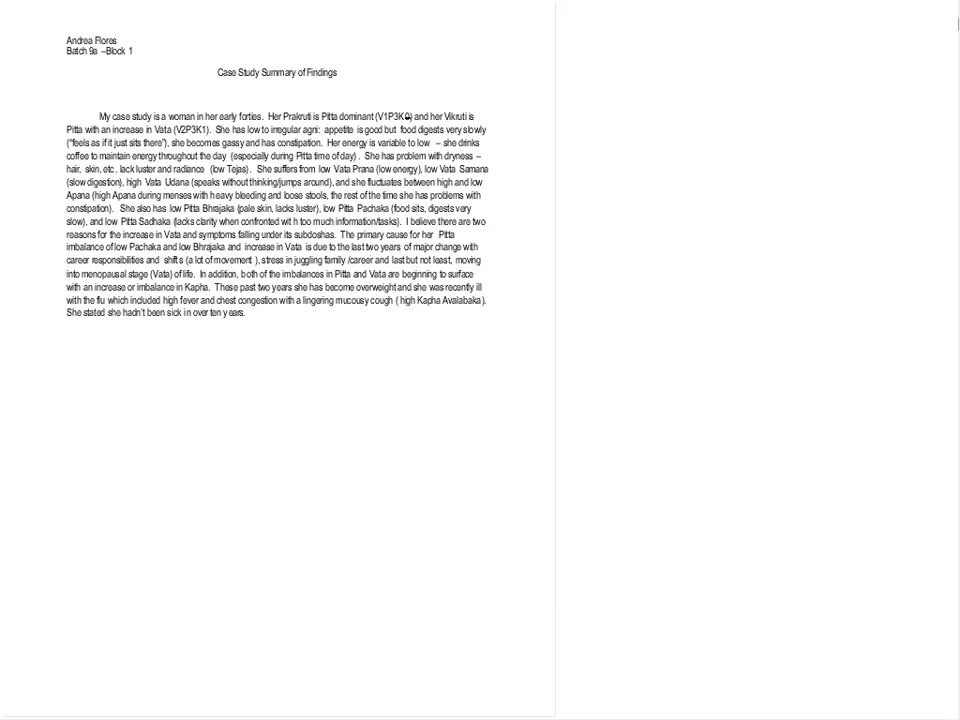 Andrea Flores
Batch 9a –Block 1
Case Study Summary of Findings
My case study is a woman in her early forties. Her Prakruti is Pitta dominant (V1P3K0) and her Vikruti is
Pitta with an increase in Vata (V2P3K1). She has low to irregular agni: appetite is good but food digests very slowly
("feels as if it just sits there"), she becomes gassy and has constipation. Her energy is variable to low – she drinks
coffee to maintain energy throughout the day (especially during Pitta time of day) . She has problem with dryness –
hair, skin, etc . lack luster and radiance (low Tejas). She suffers from low Vata Prana (low energy), low Vata Samana
(slow digestion), high Vata Udana (speaks without thinking/jumps around), and she fluctuates between high and low
Apana (high Apana during menses with heavy bleeding and loose stools, the rest of the time she has problems with
constipation). She also has low Pitta Bhrajaka (pale skin, lacks luster), low Pitta Pachaka (food sits, digests very
slow), and low Pitta Sadhaka (lacks clarity when confronted wit h too much information/tasks). I believe there are two
reasons for the increase in Vata and symptoms falling under its subdoshas. The primary cause for her Pitta
imbalance of low Pachaka and low Bhrajaka and increase in Vata is due to the last two years of major change with
career responsibilities and shift s (a lot of movement ), stress in juggling family /career and last but not least, moving
into menopausal stage (Vata) of life. In addition, both of the imbalances in Pitta and Vata are beginning to surface
with an increase or imbalance in Kapha. These past two years she has become overweight and she was recently ill
with the flu which included high fever and chest congestion with a lingering mucousy cough ( high Kapha Avalabaka).
She stated she hadn't been sick in over ten y ears.